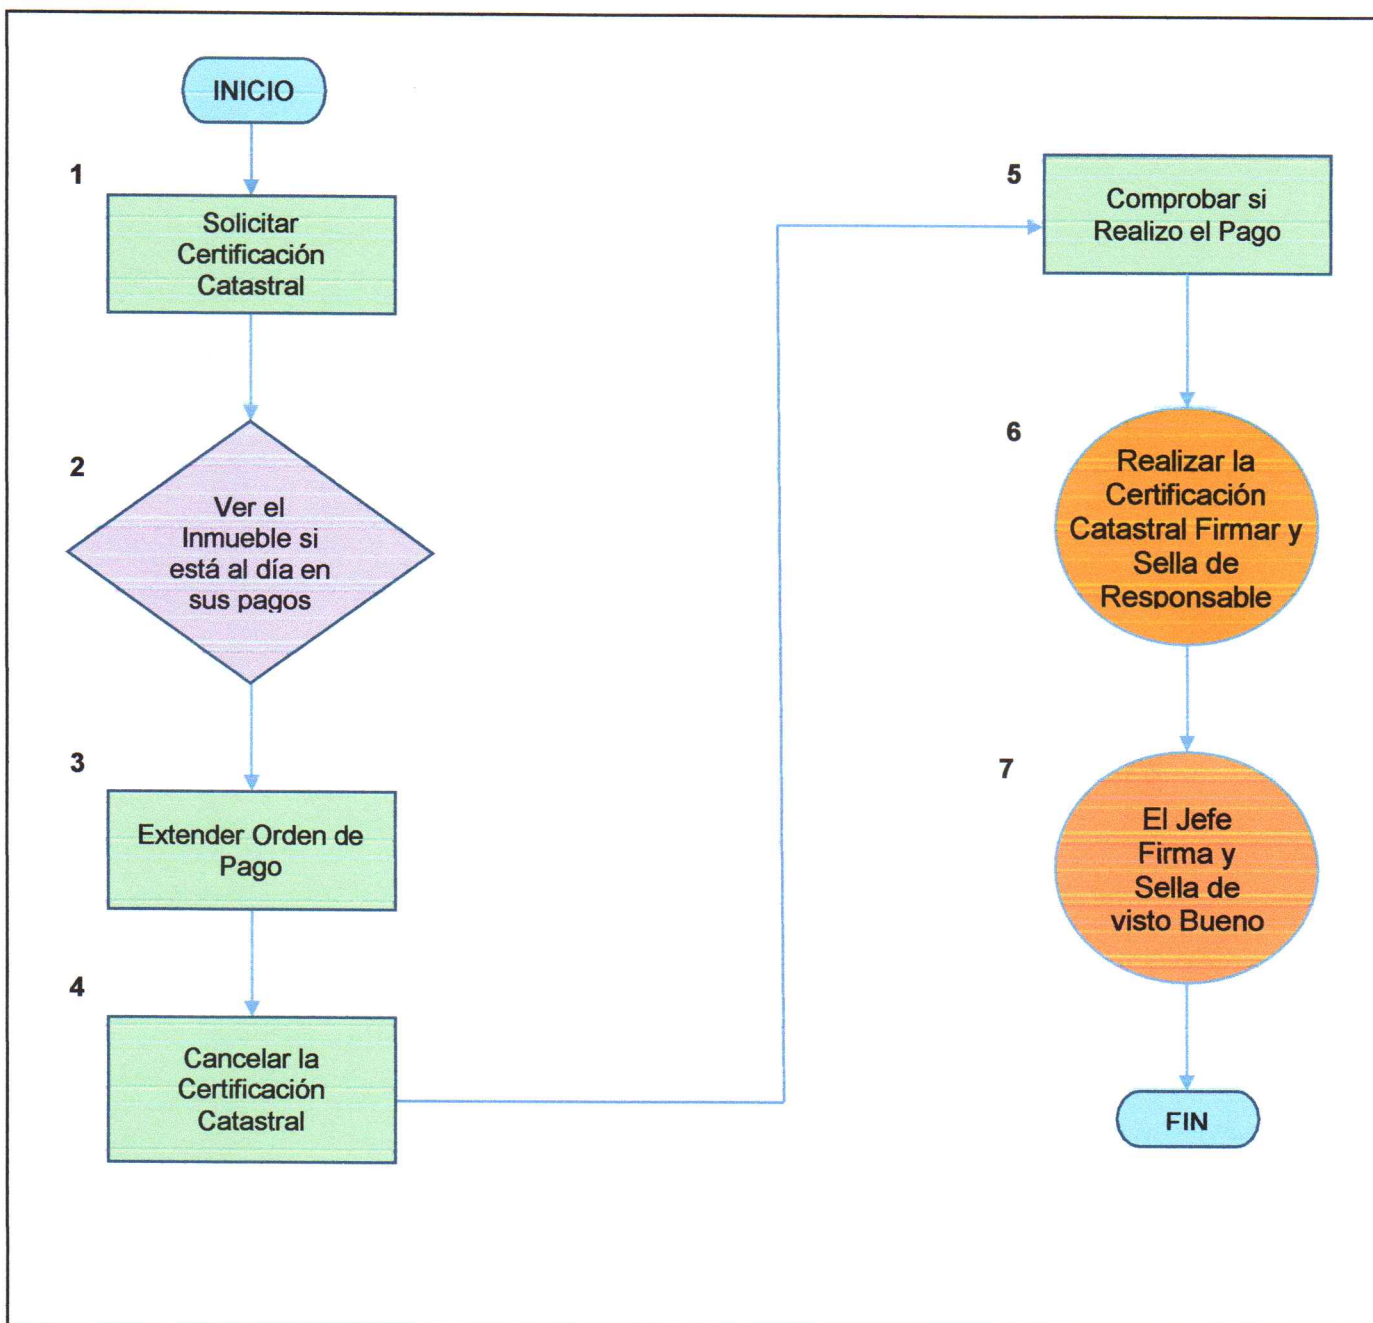 INICIO
1
Solicitar
Certificación
Catastral
2
Ver el
Inmueble si
está al día en
sus pagos
3
Extender Orden de
Pago
4
Cancelar la
Certificación
Catastral
5
Comprobar si
Realizo el Pago
6
Realizar la
Certificación
Catastral Firmar y
Sella de
Responsable
7
El Jefe
Firma y
Sella de
visto Bueno
FIN